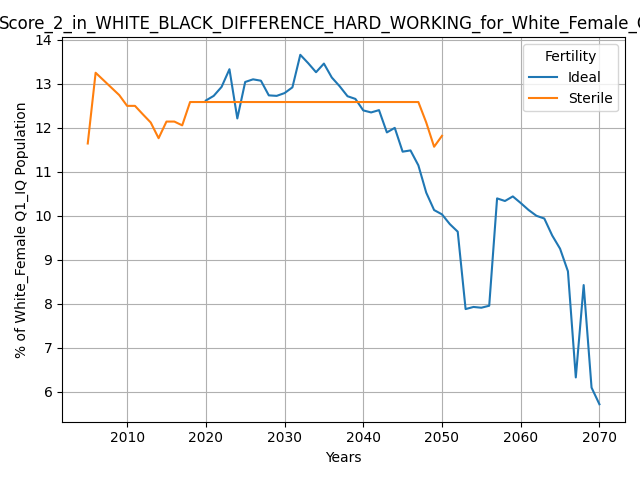 Score_2_in_WHITE_BLACK_DIFFERENCE_HARD_WORKING_for_White_Female_
14
13
12
11
10
9
8
7
6
% of White_Female Q1_IQ Population
Fertility
Ideal
Sterile
2010 2020 2030 2040 2050 2060 2070
Years